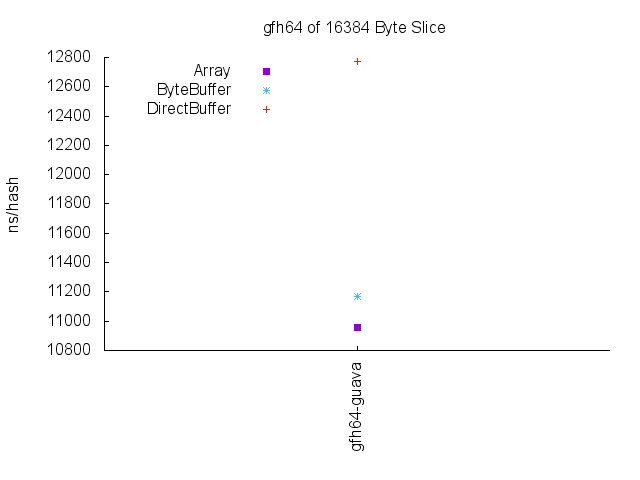 gfh64 of 16384 Byte Slice
12800
12600
12400
12200
12000
11800
11600
11400
11200
11000
10800
ns/hash
Array
ByteBuffer
DirectBuffer
gfh64-guava